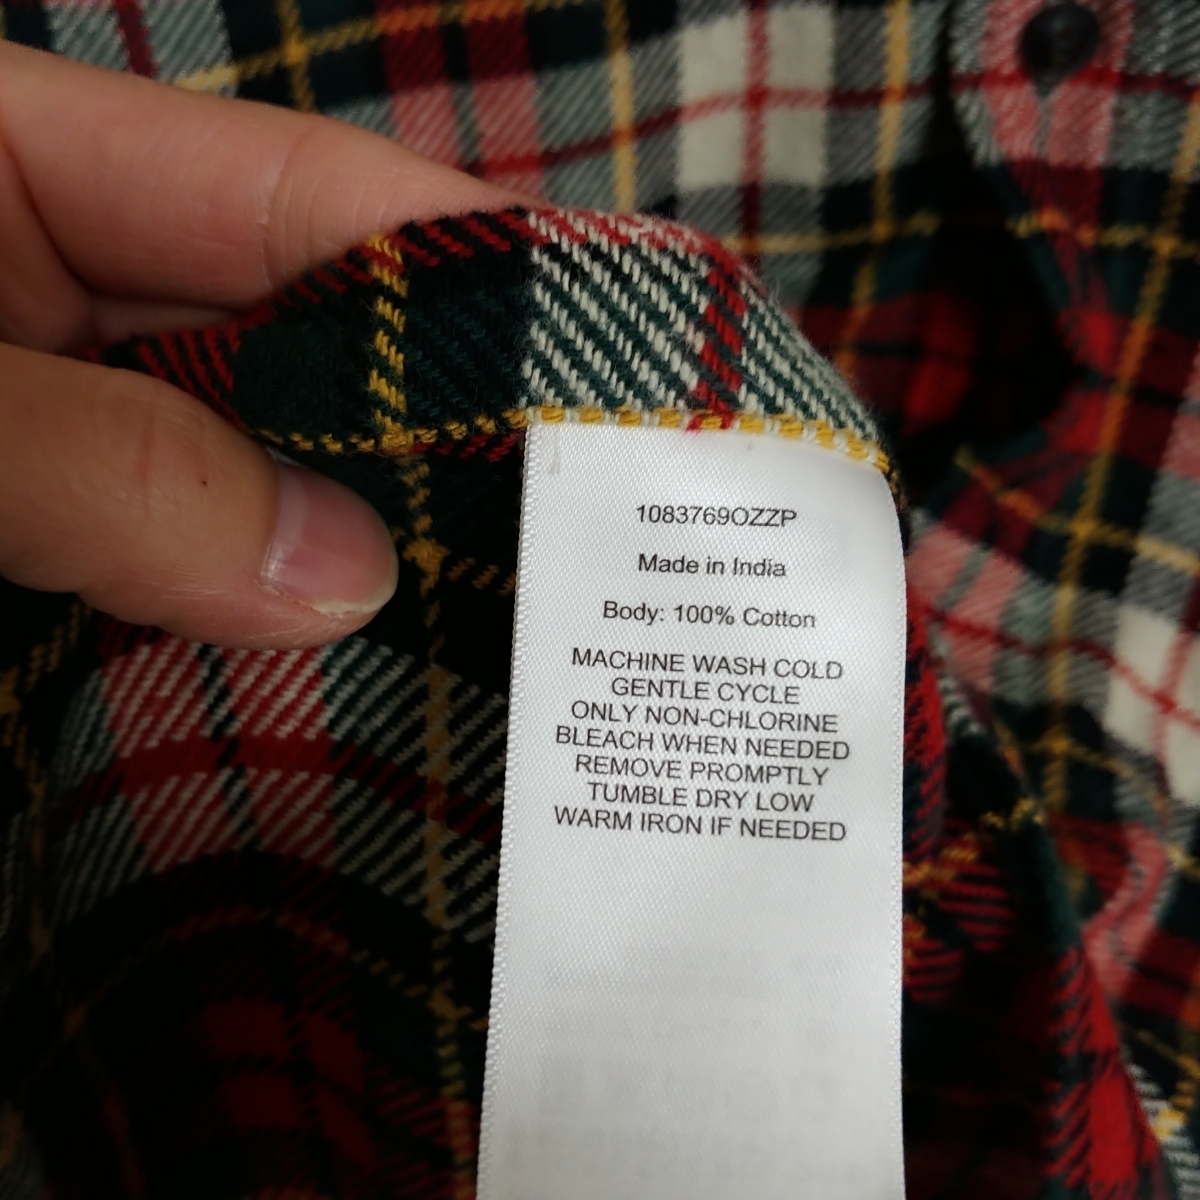 1083769OZZP
Made in India
Body: 100% Cotton
MACHINE WASH COLD
GENTLE CYCLE
ONLY NON-CHLORINE
BLEACH WHEN NEEDED
REMOVE PROMPTLY
TUMBLE DRY LOW
WARM IRON IF NEEDED